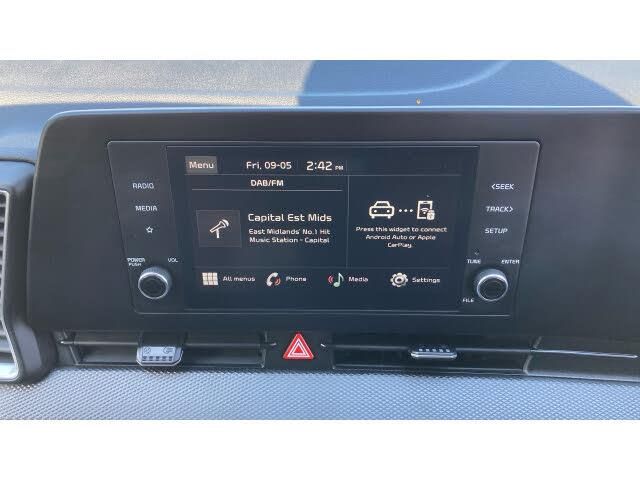 Menu Fri, 09-05 2:42 PM
DAB/FM
Capital Est Mids
East Midlands' No.1 Hit
Music Station - Capital
Press this widget to connect
Android Auto or Apple
CarPlay.
All menus Phone Media Settings
RADIO
MEDIA
POWER
PUSH
VOL
<SEEK
TRACK>
SETUP
TUNE
ENTER
FILE